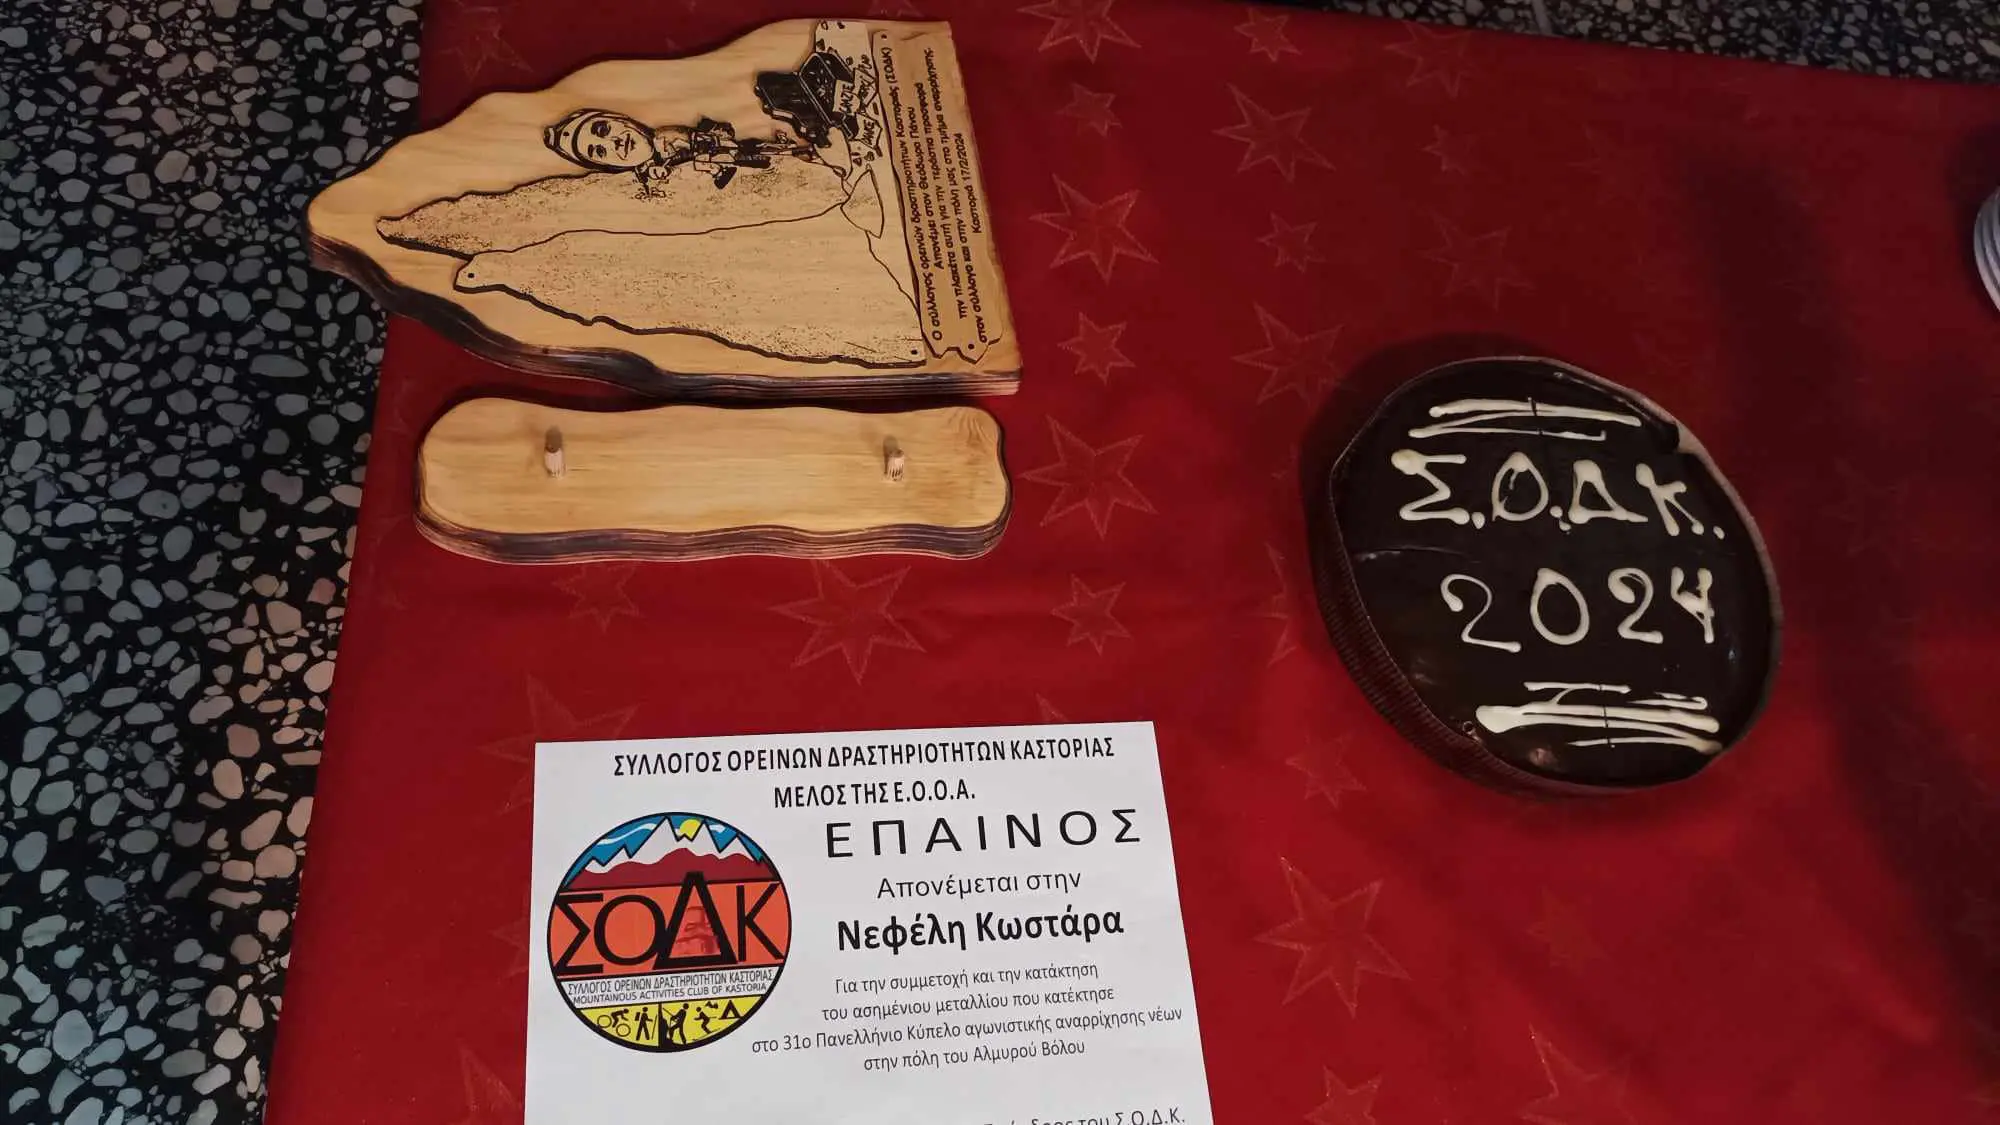 Ο σύλλογος ορεινών δραστηριοτήτων Καστοριάς (ΣΟΔΚ)
Απονέμει στον Θεόδωρο Πένου
την πλακέτα αυτή για την τεράστια προσφορά
στον σύλλογο και στην πόλη μας στο τμήμα αναρρίχησης
Καστοριά 17/2/2024
Σ.Ο.Δ.Κ.
2024
ΣΥΛΛΟΓΟΣ ΟΡΕΙΝΩΝ ΔΡΑΣΤΗΡΙΟΤΗΤΩΝ ΚΑΣΤΟΡΙΑΣ
ΜΕΛΟΣ ΤΗΣ Ε.Ο.Ο.Α.
ΕΠΑΙΝΟΣ
Απονέμεται στην
Νεφέλη Κωστάρα
Για την συμμετοχή και την κατάκτηση
του ασημένιου μεταλλίου που κατέκτησε
στο 31ο Πανελλήνιο Κύπελο αγωνιστικής αναρρίχησης νέων
στην πόλη του Αλμυρού Βόλου
του Σ.Ο.Δ.Κ.
ΣΟΔΚ
ΣΥΛΛΟΓΟΣ ΟΡΕΙΝΩΝ ΔΡΑΣΤΗΡΙΟΤΗΤΩΝ ΚΑΣΤΟΡΙΑΣ
MOUNTAINOUS ACTIVITIES CLUB OF KASTORIA